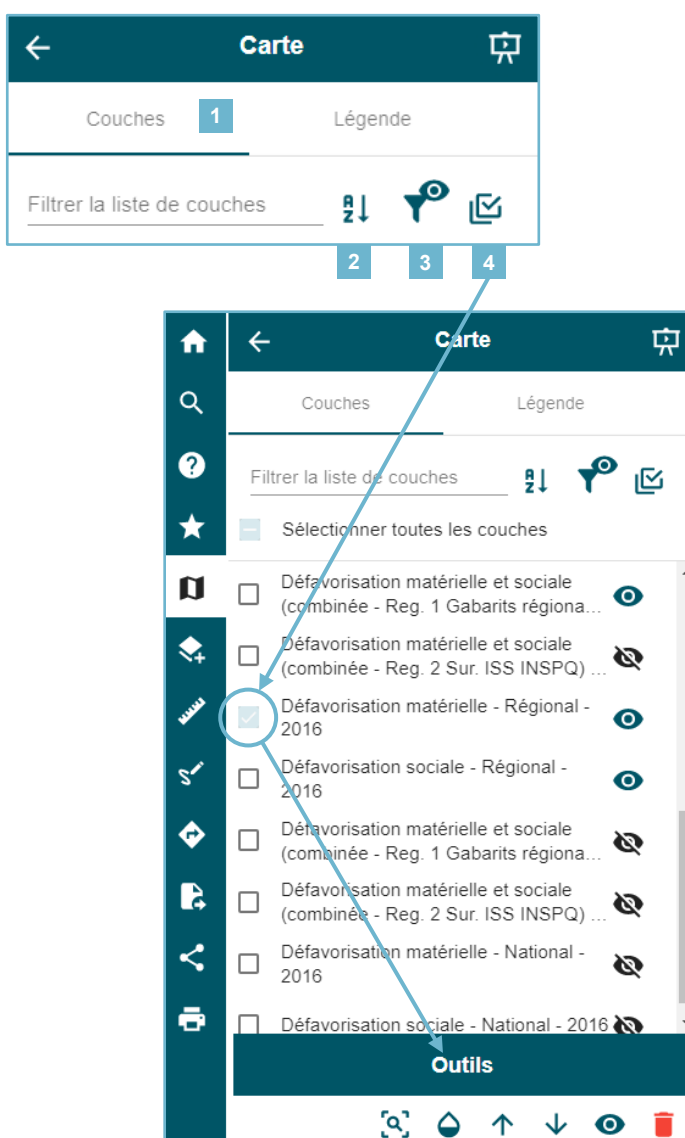 Carte
Couches 1 Légende
Filtrer la liste de couches
2 3 4
Carte
Couches Légende
Filtrer la liste de couches
Sélectionner toutes les couches
Défavorisation matérielle et sociale
(combinée - Reg. 1 Gabarits régiona...
Défavorisation matérielle et sociale
(combinée - Reg. 2 Sur. ISS INSPQ) ...
Défavorisation matérielle - Régional -
2016
Défavorisation sociale - Régional -
2016
Défavorisation matérielle et sociale
(combinée - Reg. 1 Gabarits régiona...
Défavorisation matérielle et sociale
(combinée - Reg. 2 Sur. ISS INSPQ) ...
Défavorisation matérielle - National -
2016
Défavorisation sociale - National - 2016
Outils